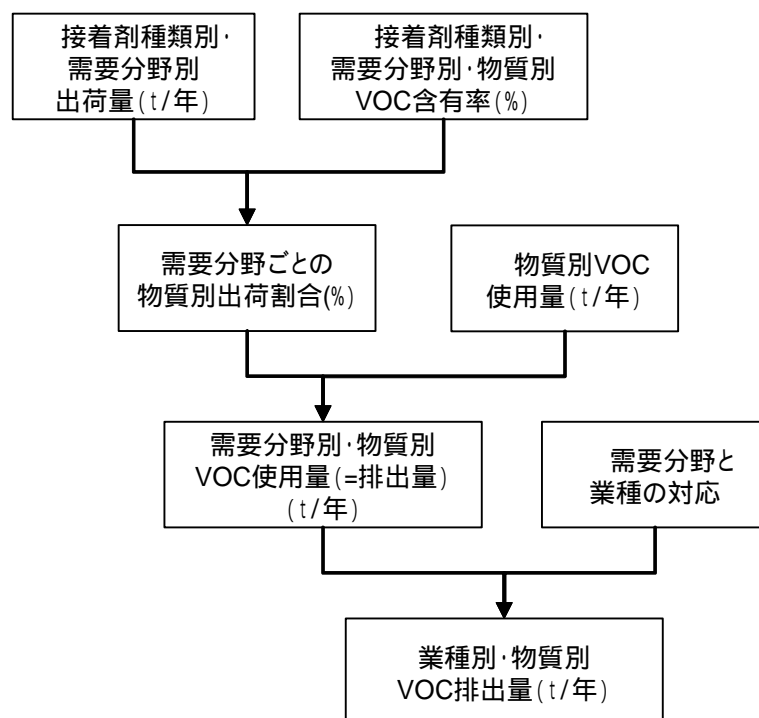 接着剤種類別・
需要分野別
出荷量(t/年)
接着剤種類別・
需要分野別・物質別
VOC含有率(%)
需要分野ごとの
物質別出荷割合(%)
物質別VOC
使用量(t/年)
需要分野別・物質別
VOC使用量(=排出量)
(t/年)
需要分野と
業種の対応
業種別・物質別
VOC排出量(t/年)